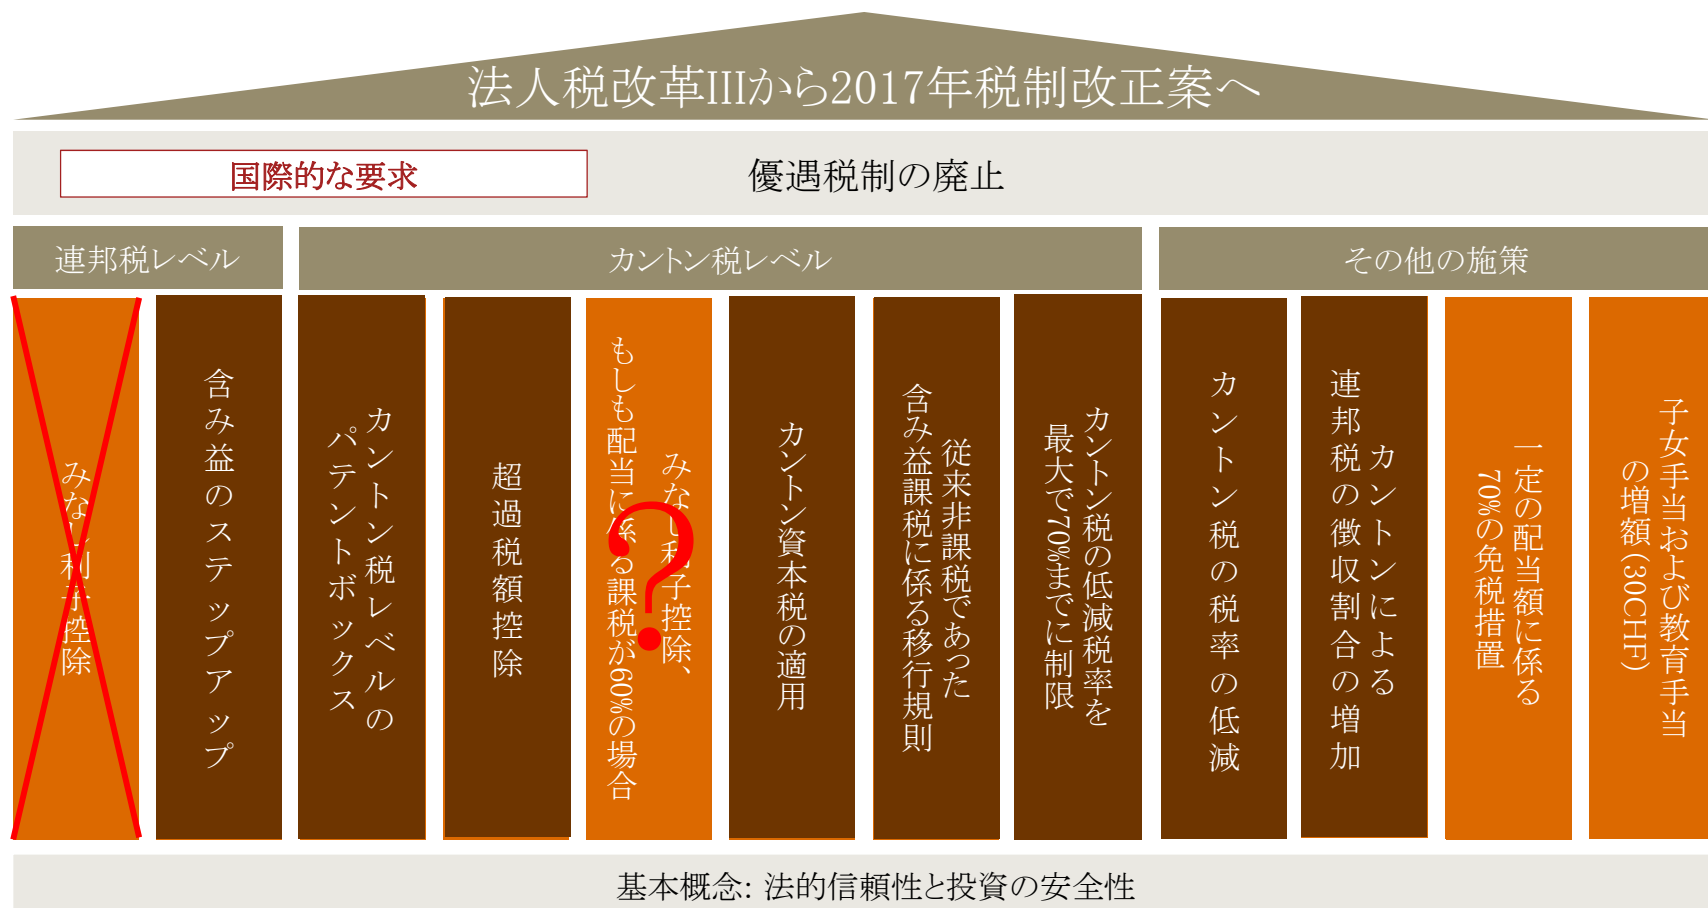 法人税改革IIIから2017年税制改正案へ
国際的な要求
優遇税制の廃止
連邦税レベル
カントン税レベル
その他の施策
みなし利子控除
含み益のステップアップ
カントン税レベルの
パテントボックス
超過税額控除
みなし利子控除、
もしも配当に係る課税が60%の場合
?
カントン資本税の適用
従来非課税であった
含み益課税に係る移行規則
カントン税の低減税率を
最大で70%までに制限
カントン税の税率の低減
カントンによる
連邦税の徴収割合の増加
一定の配当額に係る
70%の免税措置
子女手当および教育手当
の増額(30CHF)
基本概念: 法的信頼性と投資の安全性